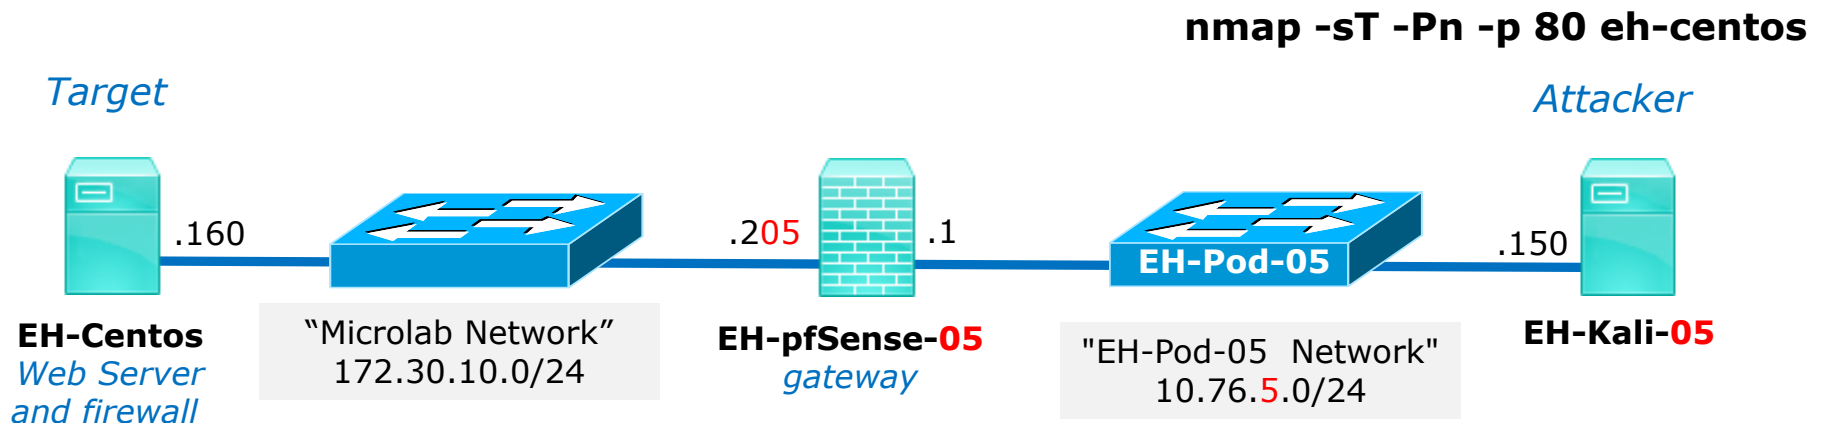 nmap -sT -Pn -p 80 eh-centos
Target
Attacker
.160
.205
.1
EH-Pod-05
.150
EH-Centos
Web Server
and firewall
“Microlab Network”
172.30.10.0/24
EH-pfSense-05
gateway
"EH-Pod-05 Network"
10.76.5.0/24
EH-Kali-05